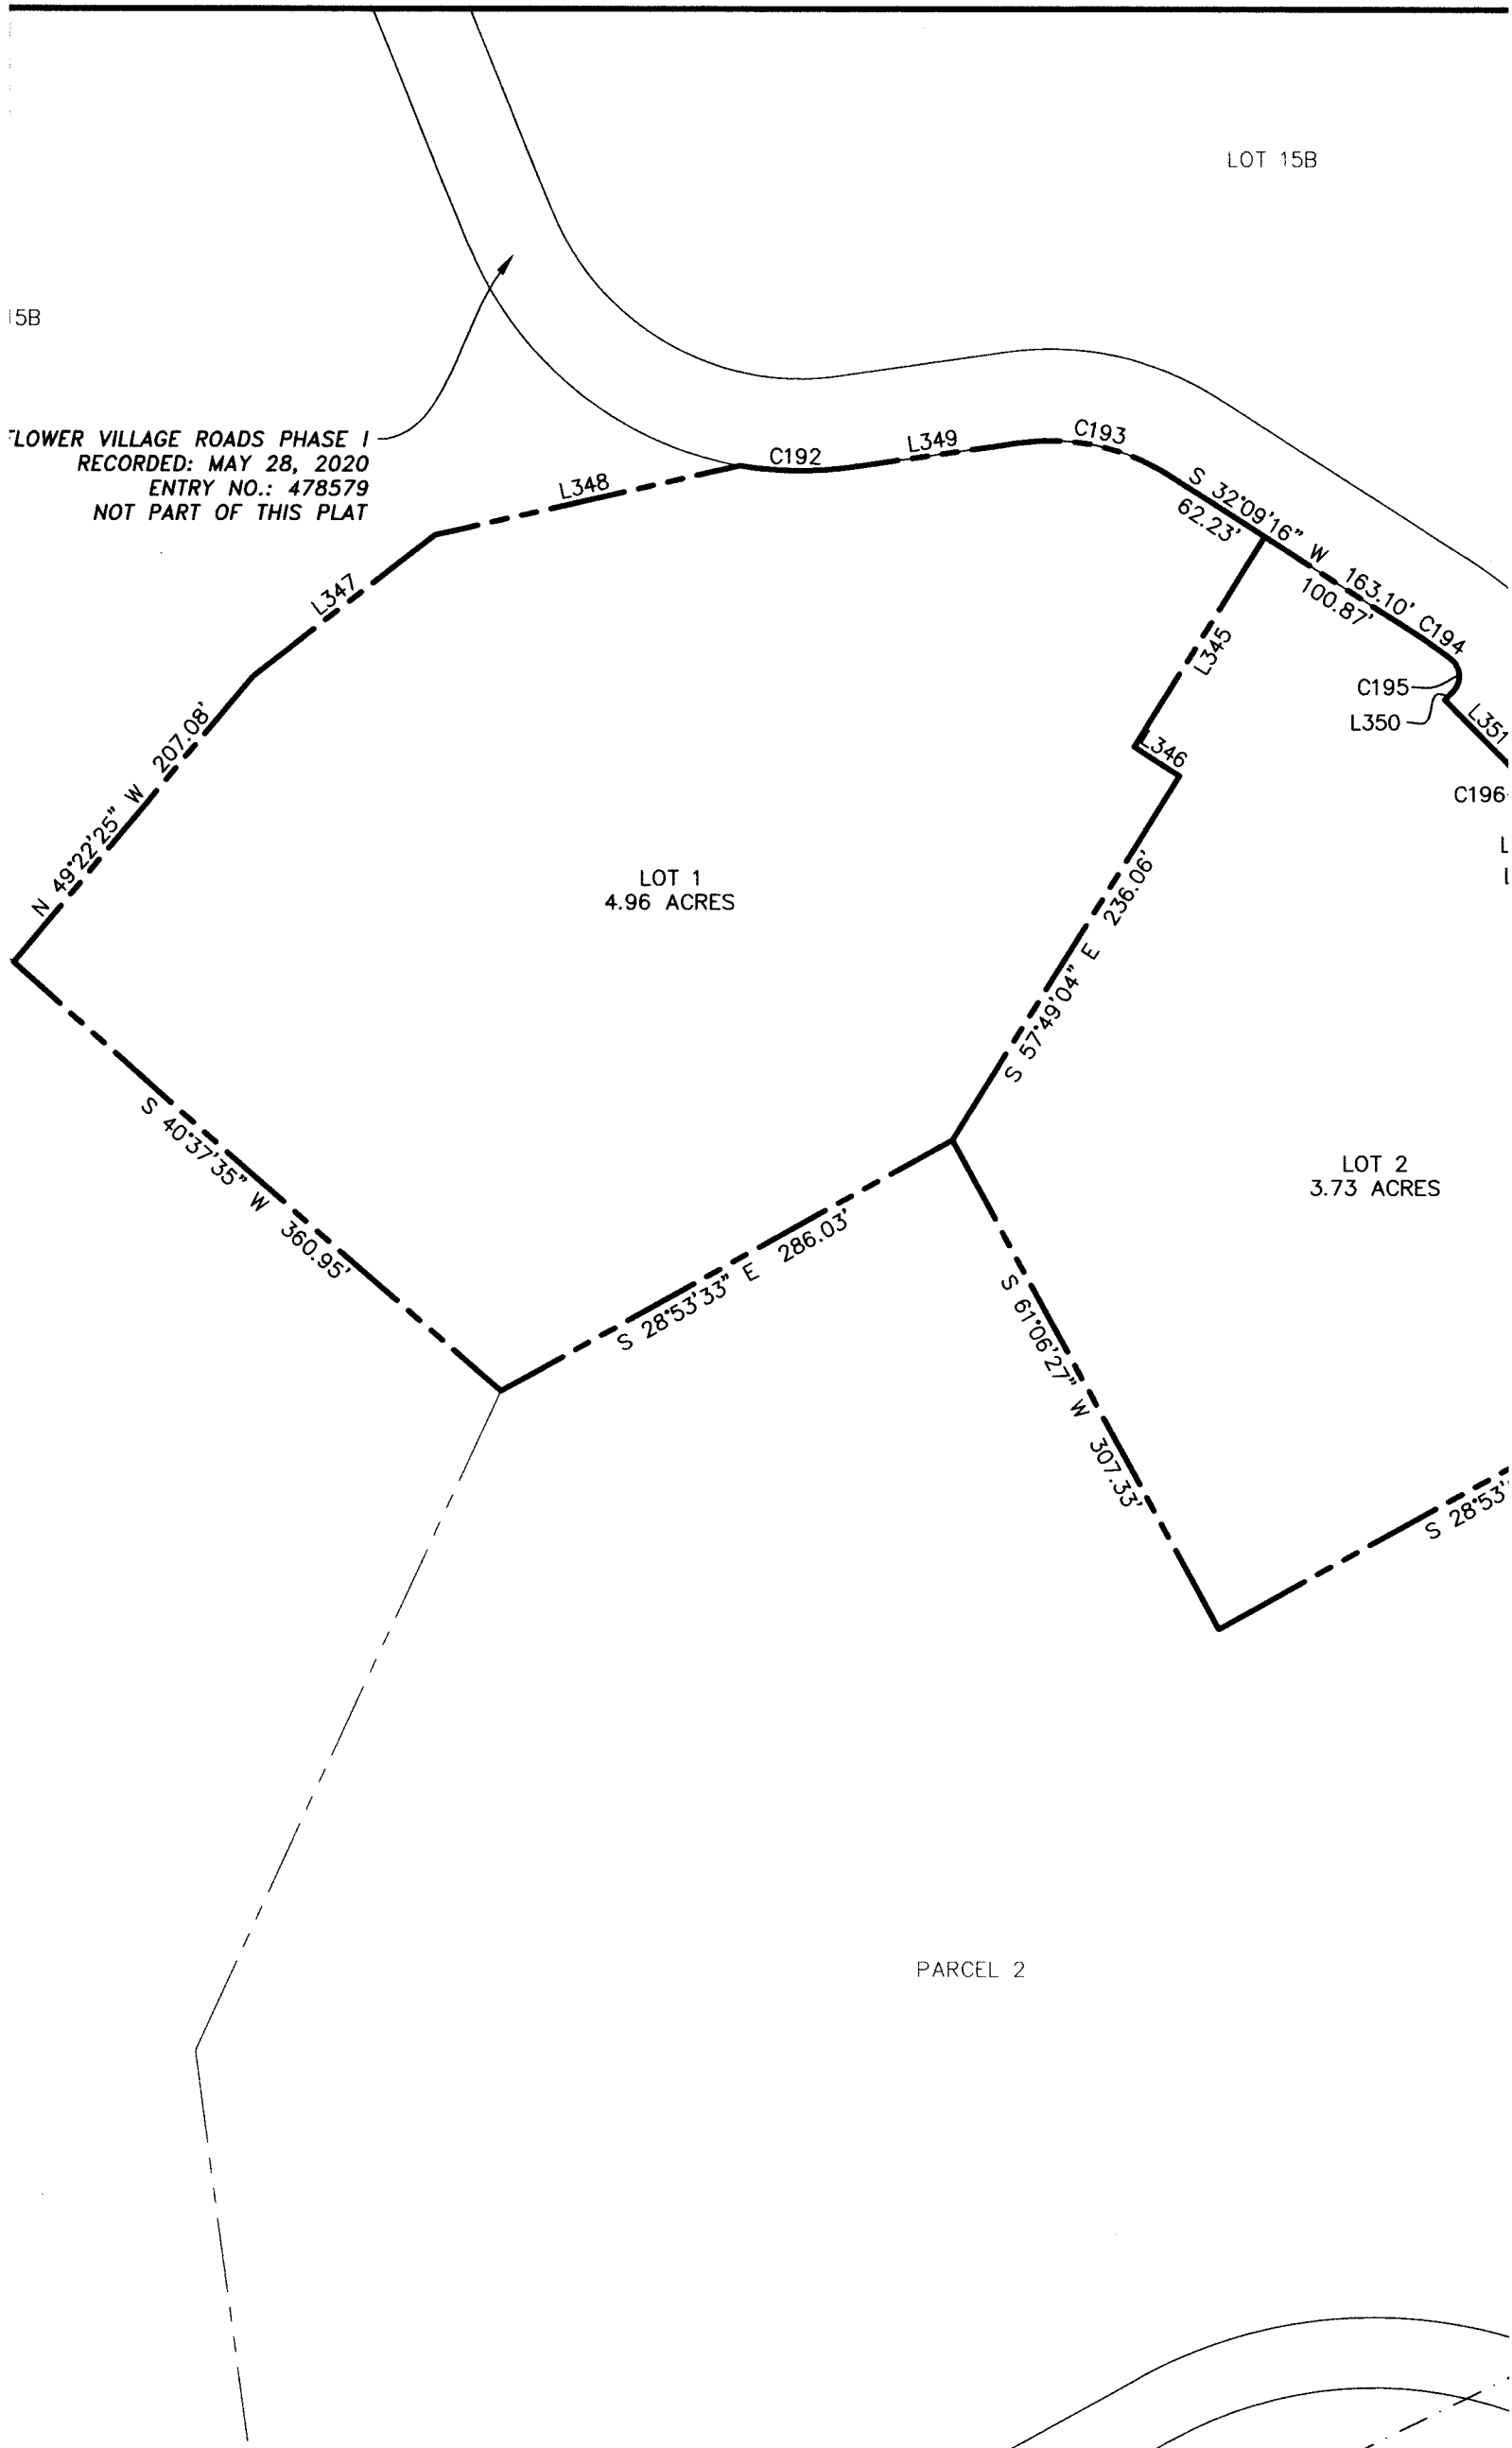 LOT 15B
5B
LOWER VILLAGE ROADS PHASE I
RECORDED: MAY 28, 2020
ENTRY NO.: 478579
NOT PART OF THIS PLAT
C192
L349
C193
L348
S 32°09'16" W 163.10'
62.23'
100.87'
C194
L347
L345
C195
L350
L351
L346
C196
N 49°22'25" W 207.08'
LOT 1
4.96 ACRES
S 57°49'04" E 236.06'
S 40°37'35" W 360.95'
LOT 2
3.73 ACRES
S 28°53'33" E 286.03'
S 61°06'27" W 307.33'
S 28°53'
PARCEL 2